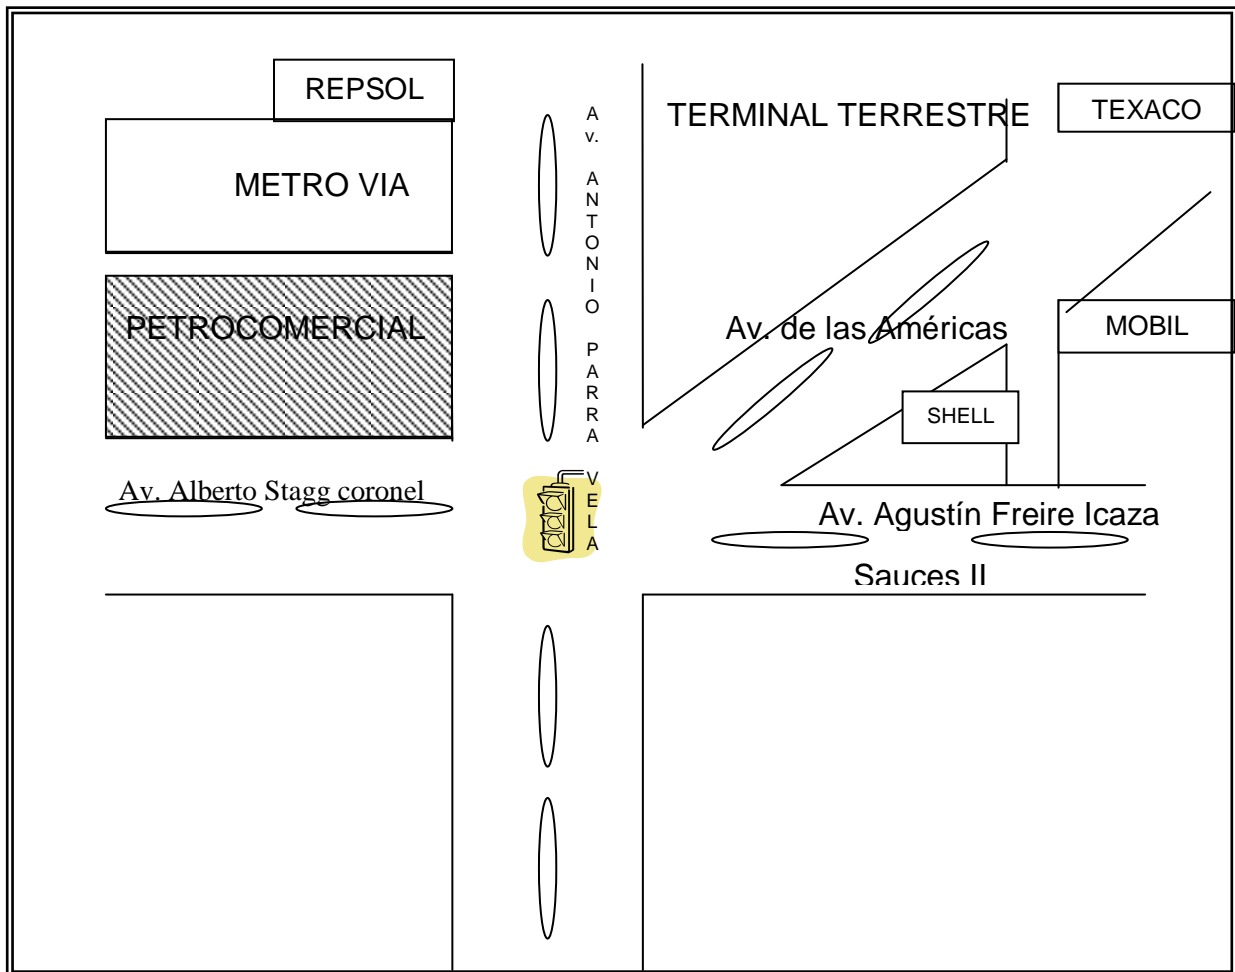 REPSOL
METRO VIA
PETROCOMERCIAL
Av. Alberto Stagg coronel
Av. ANTONIO PARRA VELA
TERMINAL TERRESTRE
TEXACO
Av. de las Américas
MOBIL
SHELL
Av. Agustín Freire Icaza
Sauces II